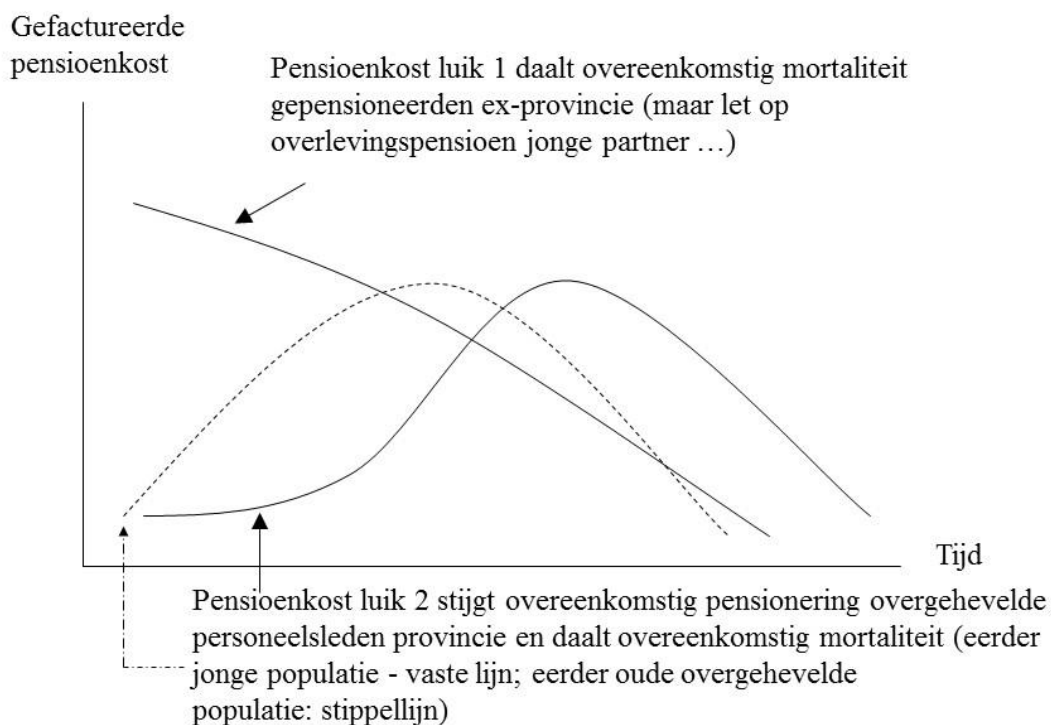 Gefactureerde
pensioenkost
Pensioenkost luik 1 daalt overeenkomstig mortaliteit
gepensioneerden ex-provincie (maar let op
overlevingspensioen jonge partner …)
Tijd
Pensioenkost luik 2 stijgt overeenkomstig pensionering overgehevelde
personeelsleden provincie en daalt overeenkomstig mortaliteit (eerder
jonge populatie - vaste lijn; eerder oude overgehevelde
populatie: stippellijn)